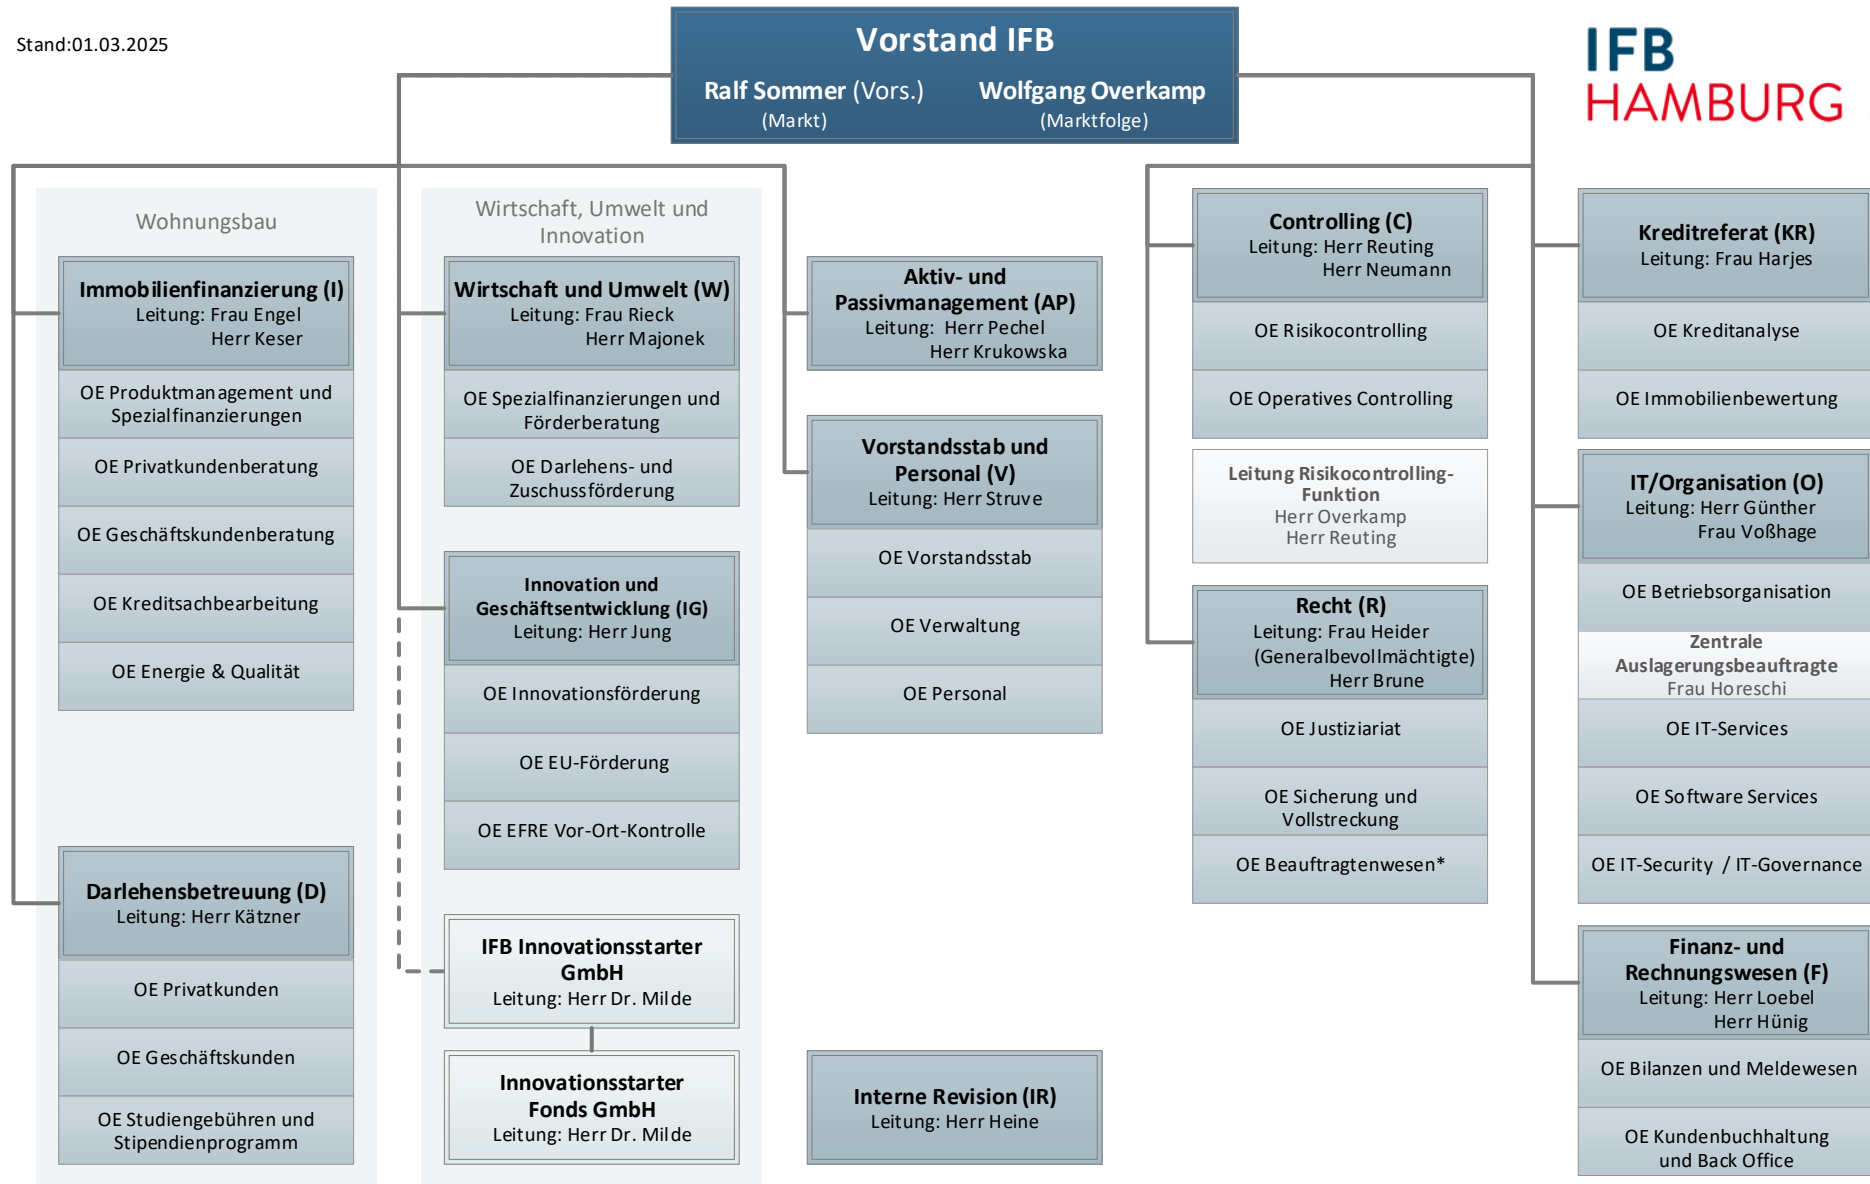 Stand:01.03.2025
Vorstand IFB
Ralf Sommer (Vors.)
(Markt)
Wolfgang Overkamp
(Marktfolge)
IFB
HAMBURG
Wohnungsbau
Immobilienfinanzierung (I)
Leitung: Frau Engel
Herr Keser
OE Produktmanagement und
Spezialfinanzierungen
OE Privatkundenberatung
OE Geschäftskundenberatung
OE Kreditsachbearbeitung
OE Energie & Qualität
Darlehensbetreuung (D)
Leitung: Herr Kätzner
OE Privatkunden
OE Geschäftskunden
OE Studiengebühren und
Stipendienprogramm
Wirtschaft, Umwelt und
Innovation
Wirtschaft und Umwelt (W)
Leitung: Frau Rieck
Herr Majonek
OE Spezialfinanzierungen und
Förderberatung
OE Darlehens- und
Zuschussförderung
Innovation und
Geschäftsentwicklung (IG)
Leitung: Herr Jung
OE Innovationsförderung
OE EU-Förderung
OE EFRE Vor-Ort-Kontrolle
IFB Innovationsstarter
GmbH
Leitung: Herr Dr. Milde
Innovationsstarter
Fonds GmbH
Leitung: Herr Dr. Milde
Aktiv- und
Passivmanagement (AP)
Leitung: Herr Pechel
Herr Krukowska
Vorstandsstab und
Personal (V)
Leitung: Herr Struve
OE Vorstandsstab
OE Verwaltung
OE Personal
Interne Revision (IR)
Leitung: Herr Heine
Controlling (C)
Leitung: Herr Reuting
Herr Neumann
OE Risikocontrolling
OE Operatives Controlling
Leitung Risikocontrolling-
Funktion
Herr Overkamp
Herr Reuting
Recht (R)
Leitung: Frau Heider
(Generalbevollmächtigte)
Herr Brune
OE Justiziariat
OE Sicherung und
Vollstreckung
OE Beauftragtenwesen*
Kreditreferat (KR)
Leitung: Frau Harjes
OE Kreditanalyse
OE Immobilienbewertung
IT/Organisation (O)
Leitung: Herr Günther
Frau Voßhage
OE Betriebsorganisation
Zentrale
Auslagerungsbeauftragte
Frau Horeschi
OE IT-Services
OE Software Services
OE IT-Security / IT-Governance
Finanz- und
Rechnungswesen (F)
Leitung: Herr Loebel
Herr Hünig
OE Bilanzen und Meldewesen
OE Kundenbuchhaltung
und Back Office